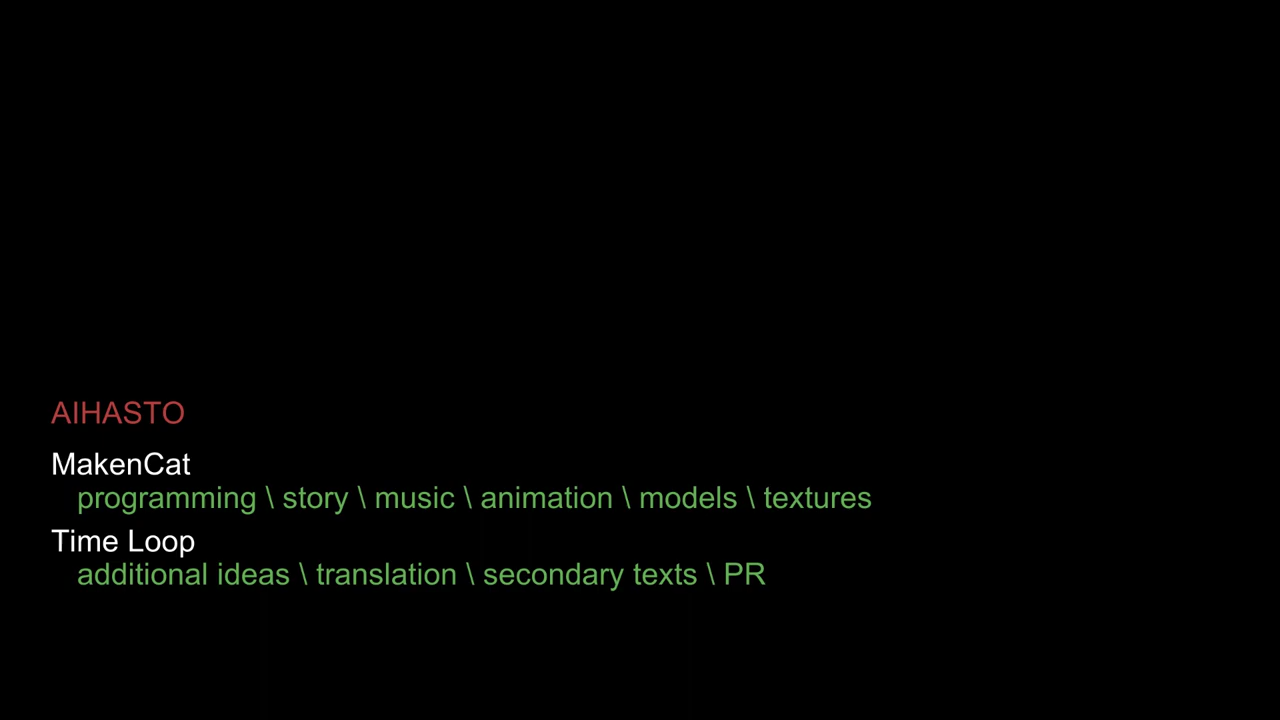 AIHASTO
MakenCat
programming \ story \ music \ animation \ models \ textures
Time Loop
additional ideas \ translation \ secondary texts \ PR